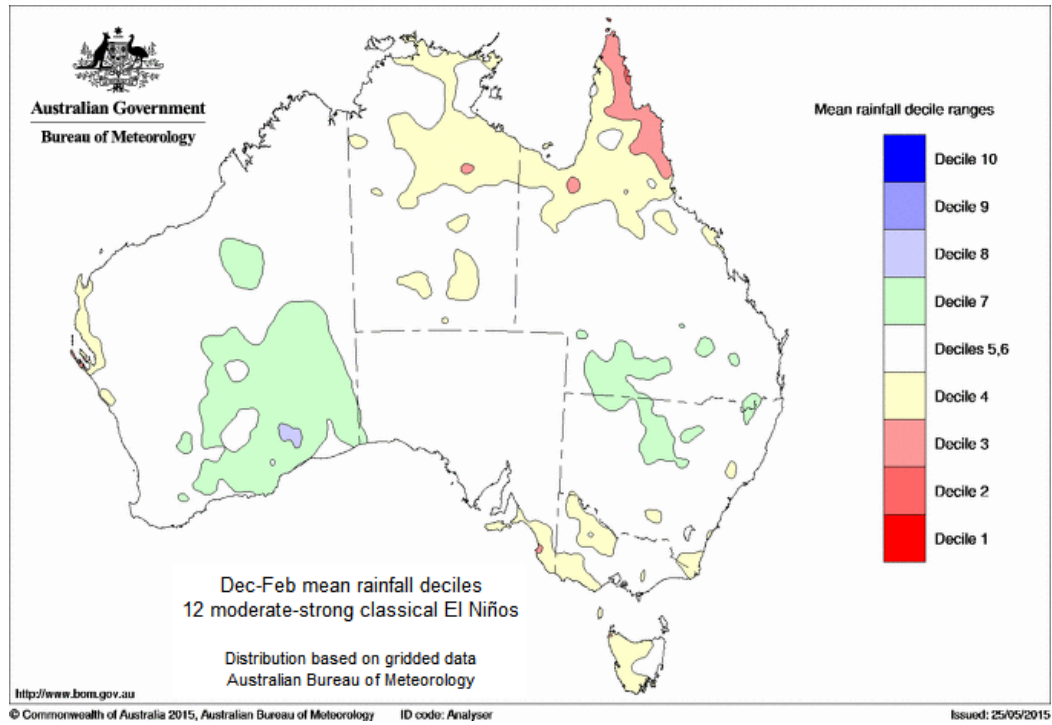 Australian Government
Bureau of Meteorology
Mean rainfall decile ranges
Decile 10
Decile 9
Decile 8
Decile 7
Deciles 5,6
Decile 4
Decile 3
Decile 2
Decile 1
Dec-Feb mean rainfall deciles
12 moderate-strong classical El Niños
Distribution based on gridded data
Australian Bureau of Meteorology
http://www.bom.gov.au
© Commonwealth of Australia 2015, Australian Bureau of Meteorology ID code: Analyser Issued: 25/05/2015